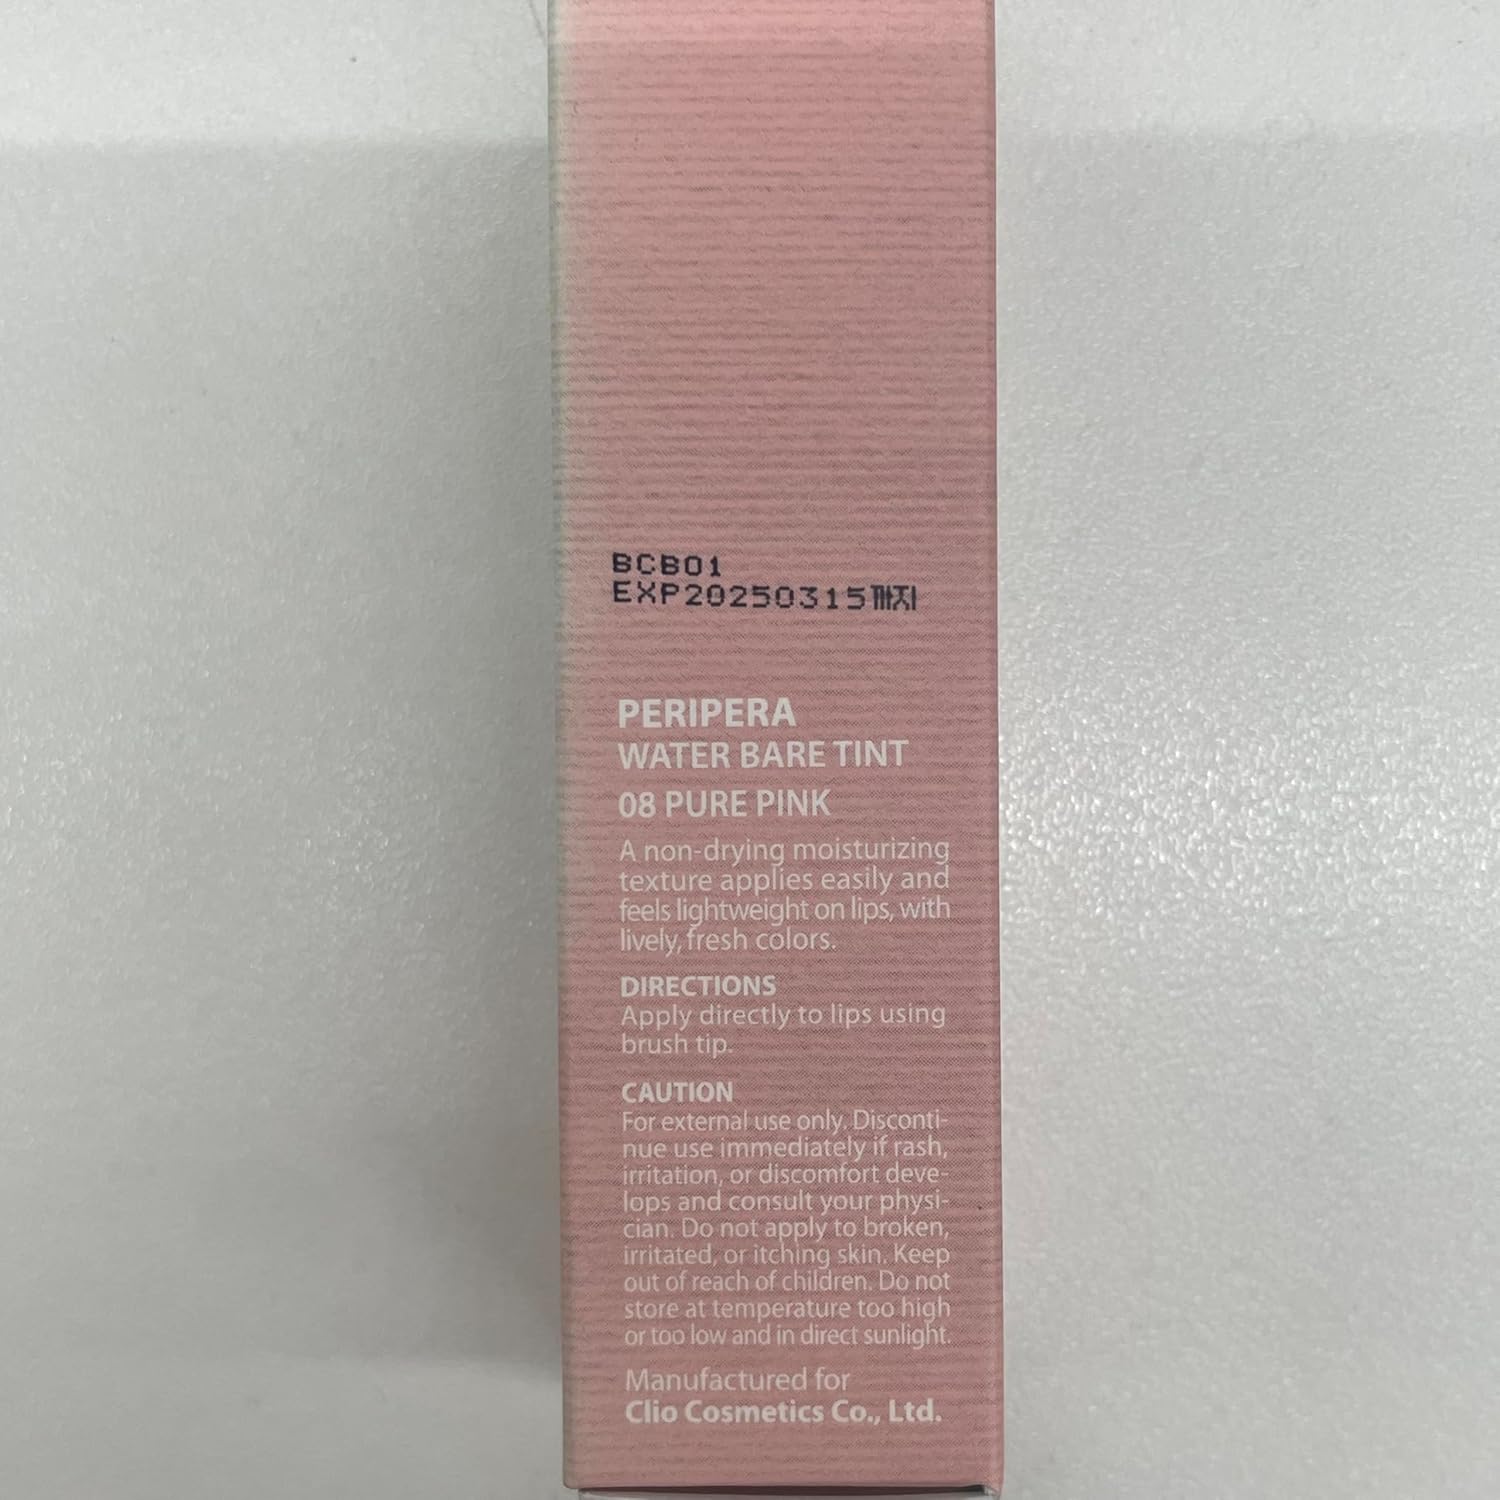 BCB01
EXP20250315까지
PERIPERA
WATER BARE TINT
08 PURE PINK
A non-drying moisturizing
texture applies easily and
feels lightweight on lips, with
lively, fresh colors.
DIRECTIONS
Apply directly to lips using
brush tip.
CAUTION
For external use only. Disconti-
nue use immediately if rash,
irritation, or discomfort deve-
lops and consult your physi-
cian. Do not apply to broken,
irritated, or itching skin. Keep
out of reach of children. Do not
store at temperature too high
or too low and in direct sunlight.
Manufactured for
Clio Cosmetics Co., Ltd.